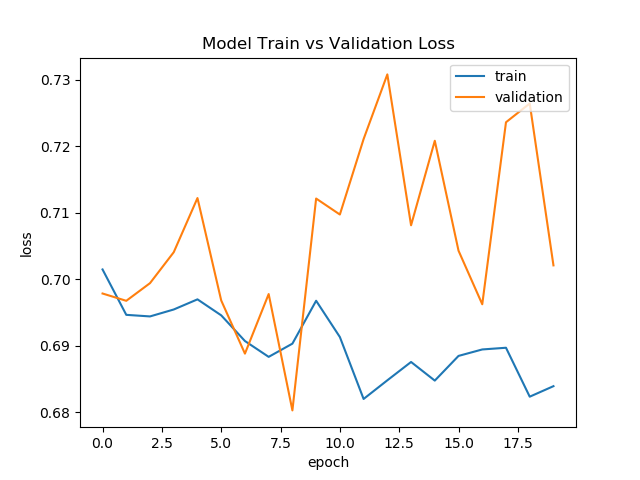 Model Train vs Validation Loss
train
validation
0.73
0.72
0.71
0.70
0.69
0.68
loss
0.0 2.5 5.0 7.5 10.0 12.5 15.0 17.5
epoch